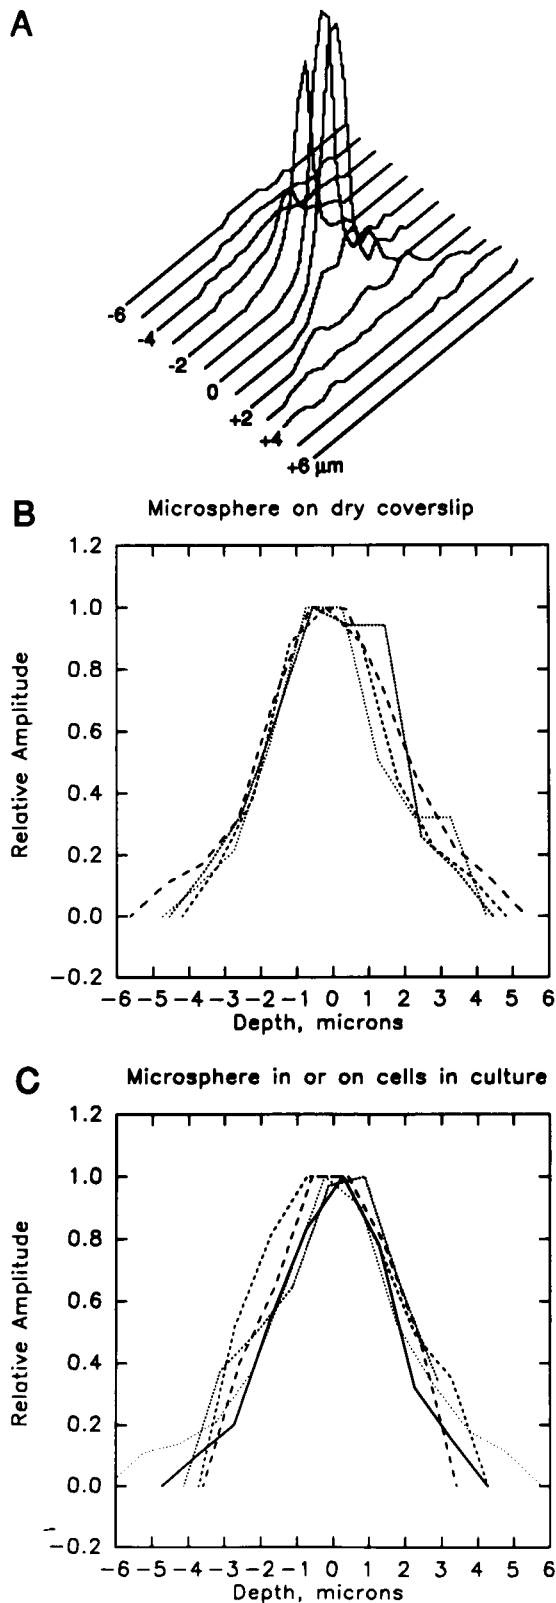 A
-6
-4
-2
0
+2
+4
+6 μm
B
Microsphere on dry coverslip
1.2
1.0
0.8
0.6
0.4
0.2
0.0
-0.2
Relative Amplitude
-6 -5 -4 -3 -2 -1 0 1 2 3 4 5 6
Depth, microns
C
Microsphere in or on cells in culture
1.2
1.0
0.8
0.6
0.4
0.2
0.0
-0.2
Relative Amplitude
-6 -5 -4 -3 -2 -1 0 1 2 3 4 5 6
Depth, microns